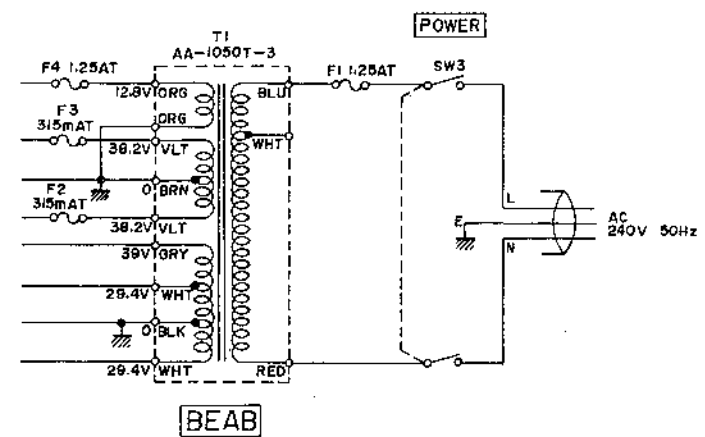 POWER
T1
AA-1050T-3
F4 1.25AT
12.8V ORG
ORG
F3
315mAT
38.2V VLT
0 BRN
F2
315mAT
38.2V VLT
39V GRY
29.4V WHT
0 BLK
29.4V WHT
BLU
WHT
RED
F1 1.25AT
SW3
L
E
N
AC
240V 50Hz
BEAB